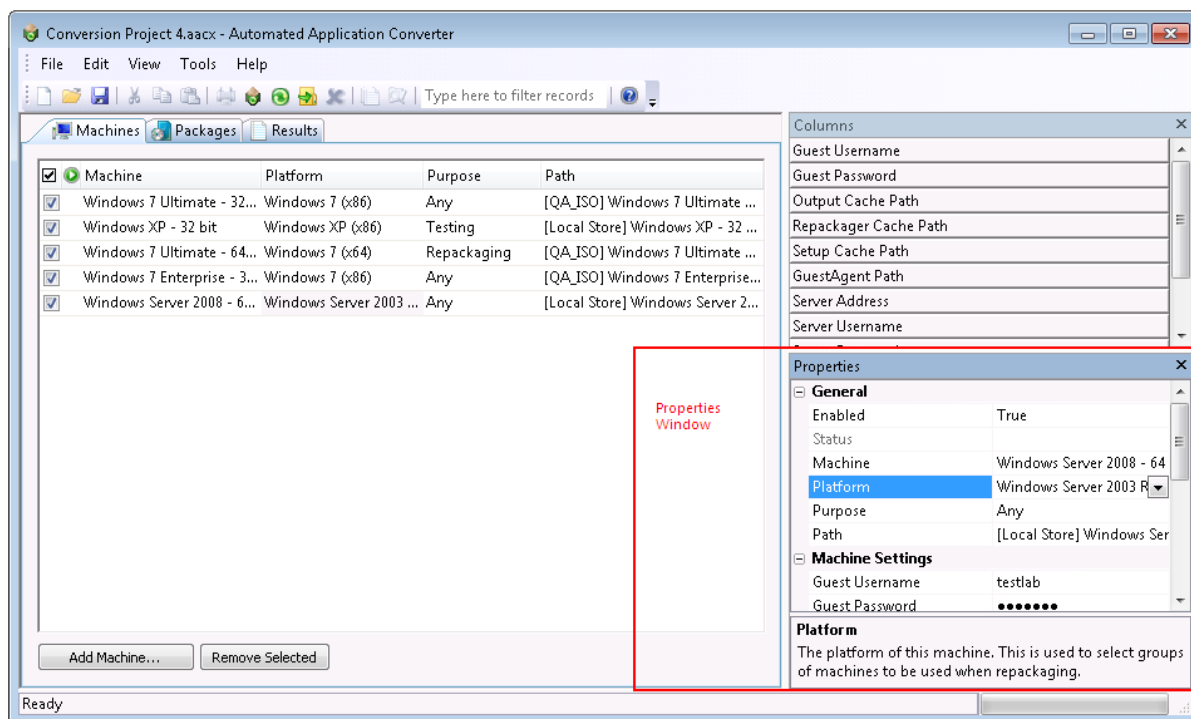 Conversion Project 4.aacx - Automated Application Converter
File Edit View Tools Help
Type here to filter records
Machines Packages Results
Machine Platform Purpose Path
Windows 7 Ultimate - 32... Windows 7 (x86) Any [QA_ISO] Windows 7 Ultimate ...
Windows XP - 32 bit Windows XP (x86) Testing [Local Store] Windows XP - 32 ...
Windows 7 Ultimate - 64... Windows 7 (x64) Repackaging [QA_ISO] Windows 7 Ultimate ...
Windows 7 Enterprise - 3... Windows 7 (x86) Any [QA_ISO] Windows 7 Enterprise...
Windows Server 2008 - 6... Windows Server 2003 ... Any [Local Store] Windows Server 2...
Add Machine... Remove Selected
Columns
Guest Username
Guest Password
Output Cache Path
Repackager Cache Path
Setup Cache Path
GuestAgent Path
Server Address
Server Username
Properties
Window
Properties
General
Enabled True
Status
Machine Windows Server 2008 - 64
Platform Windows Server 2003 R
Purpose Any
Path [Local Store] Windows Ser
Machine Settings
Guest Username testlab
Guest Password ●●●●●●●
Platform
The platform of this machine. This is used to select groups
of machines to be used when repackaging.
Ready